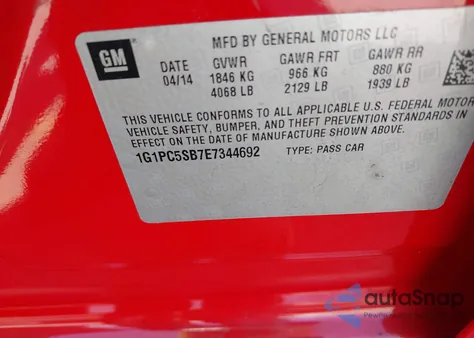 MFD BY GENERAL MOTORS LLC
GM
DATE GVWR GAWR FRT GAWR RR
04/14 1846 KG 966 KG 880 KG
4068 LB 2129 LB 1939 LB
THIS VEHICLE CONFORMS TO ALL APPLICABLE U.S. FEDERAL MOTOR
VEHICLE SAFETY, BUMPER, AND THEFT PREVENTION STANDARDS IN
EFFECT ON THE DATE OF MANUFACTURE SHOWN ABOVE.
1G1PC5SB7E7344692 TYPE: PASS CAR
autoSnap